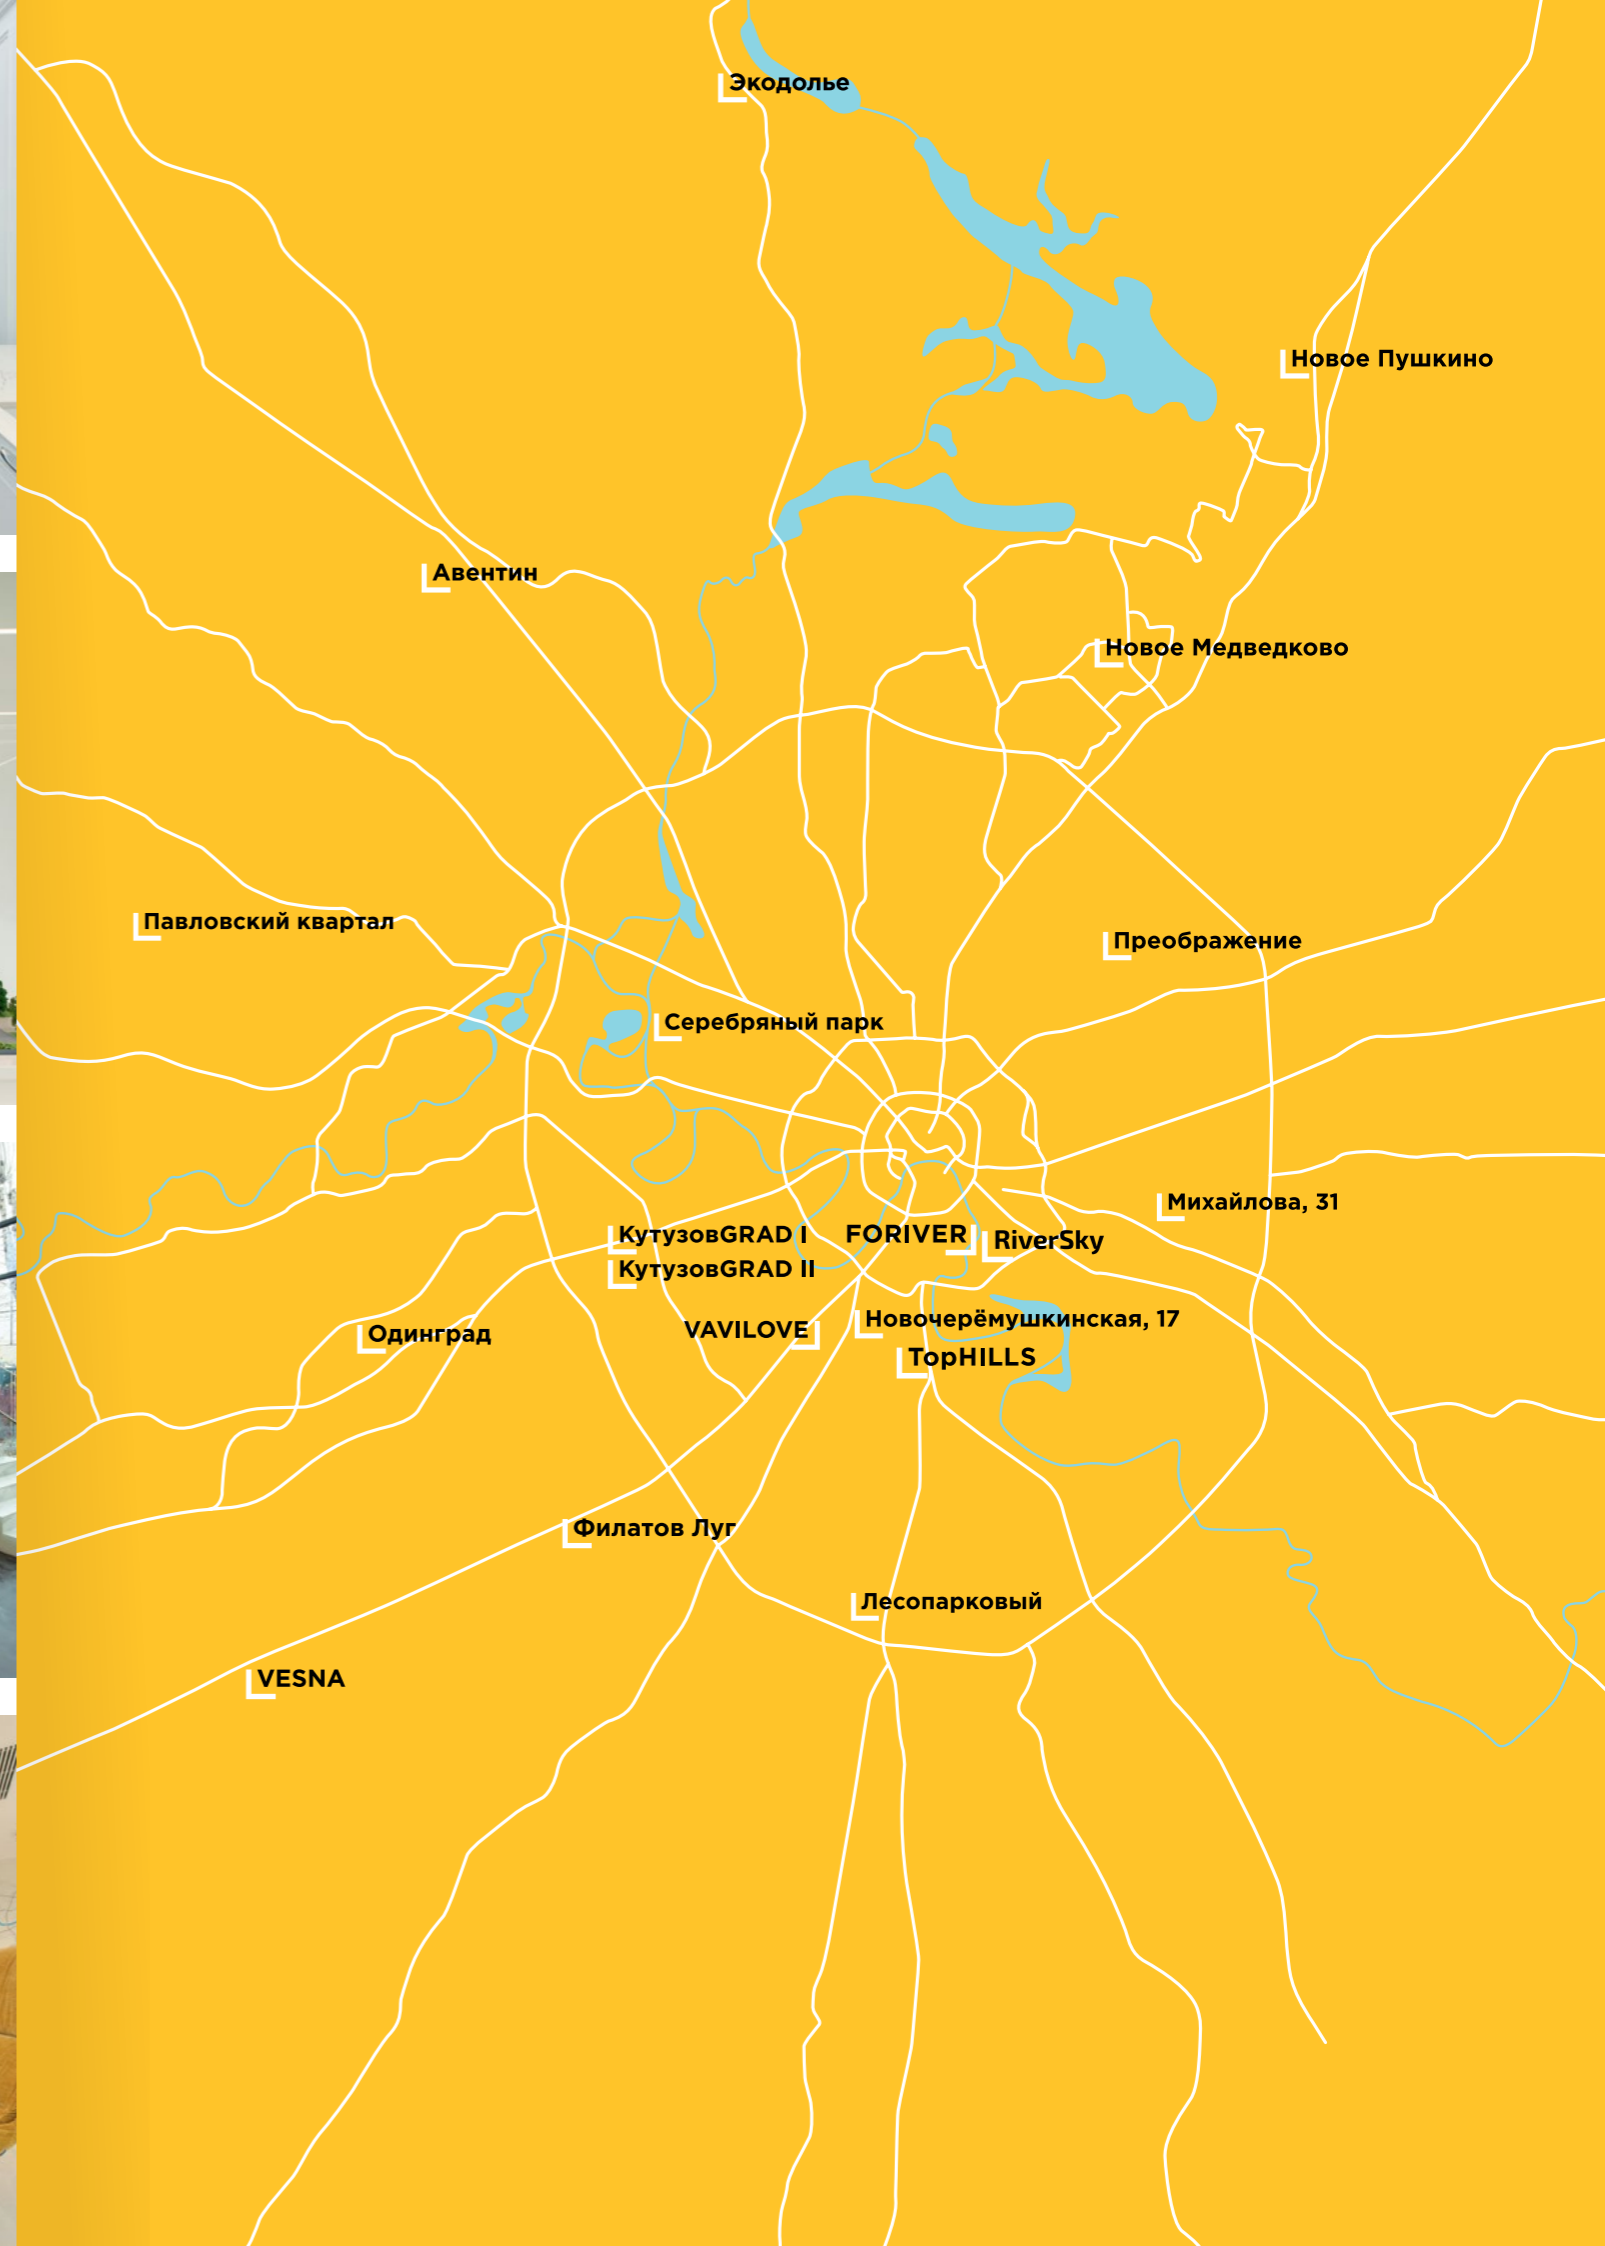 Экодолье
Новое Пушкино
Авентин
Новое Медведково
Павловский квартал
Преображение
Серебряный парк
Михайлова, 31
КутузовGRAD I
FORIVER
RiverSky
КутузовGRAD II
Новочерёмушкинская, 17
VAVILOVE
Одинград
TopHILLS
Филатов Луг
Лесопарковый
VESNA